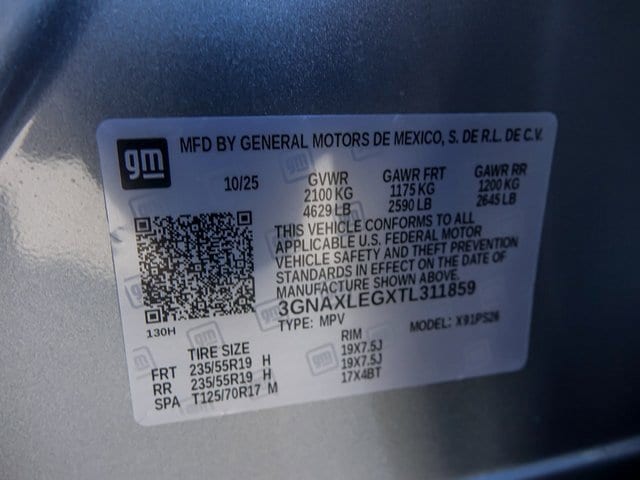 gm
MFD BY GENERAL MOTORS DE MEXICO, S. DE R.L. DE C.V.
10/25 GVWR GAWR FRT GAWR RR
2100 KG 1175 KG 1200 KG
4629 LB 2590 LB 2645 LB
THIS VEHICLE CONFORMS TO ALL
APPLICABLE U.S. FEDERAL MOTOR
VEHICLE SAFETY AND THEFT PREVENTION
STANDARDS IN EFFECT ON THE DATE OF
MANUFACTURE SHOWN ABOVE.
3GNAXLEGXTL311859
130H TYPE: MPV MODEL: X91PS26
TIRE SIZE RIM
FRT 235/55R19 H 19X7.5J
RR 235/55R19 H 19X7.5J
SPA T125/70R17 M 17X4BT